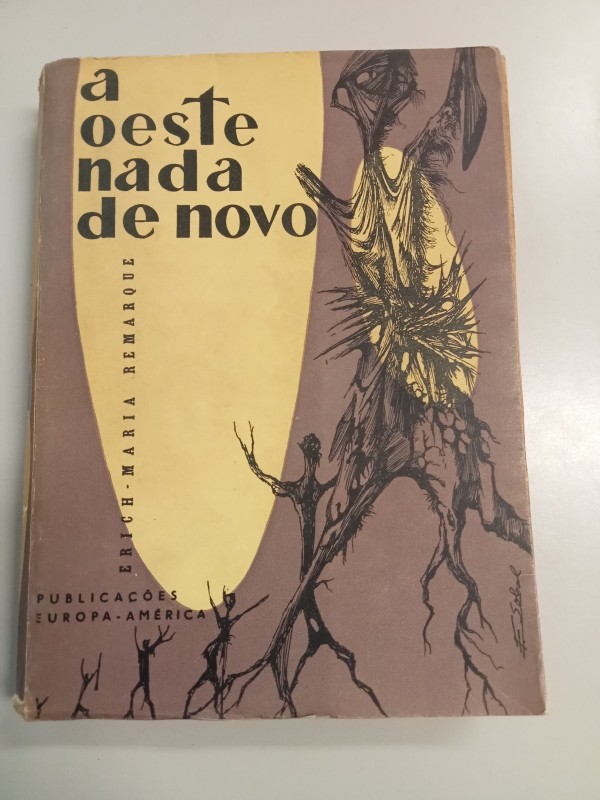 a
oeste
nada
de novo
ERICH-MARIA REMARQUE
PUBLICAÇÕES
EUROPA-AMÉRICA